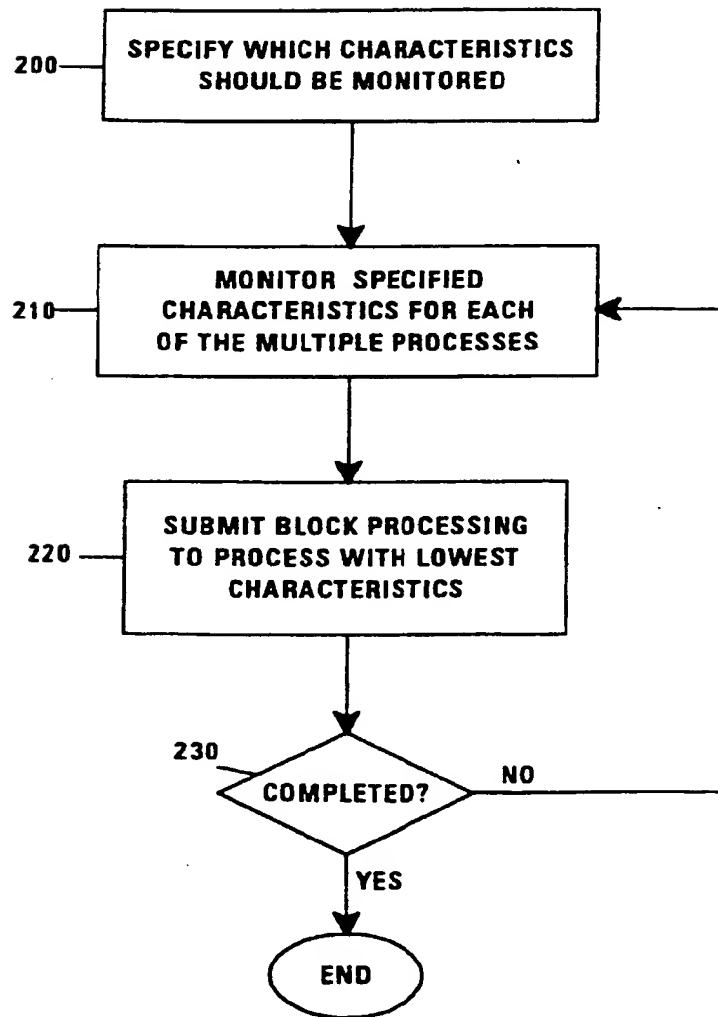 200
SPECIFY WHICH CHARACTERISTICS
SHOULD BE MONITORED
210
MONITOR SPECIFIED
CHARACTERISTICS FOR EACH
OF THE MULTIPLE PROCESSES
220
SUBMIT BLOCK PROCESSING
TO PROCESS WITH LOWEST
CHARACTERISTICS
230
COMPLETED?
NO
YES
END